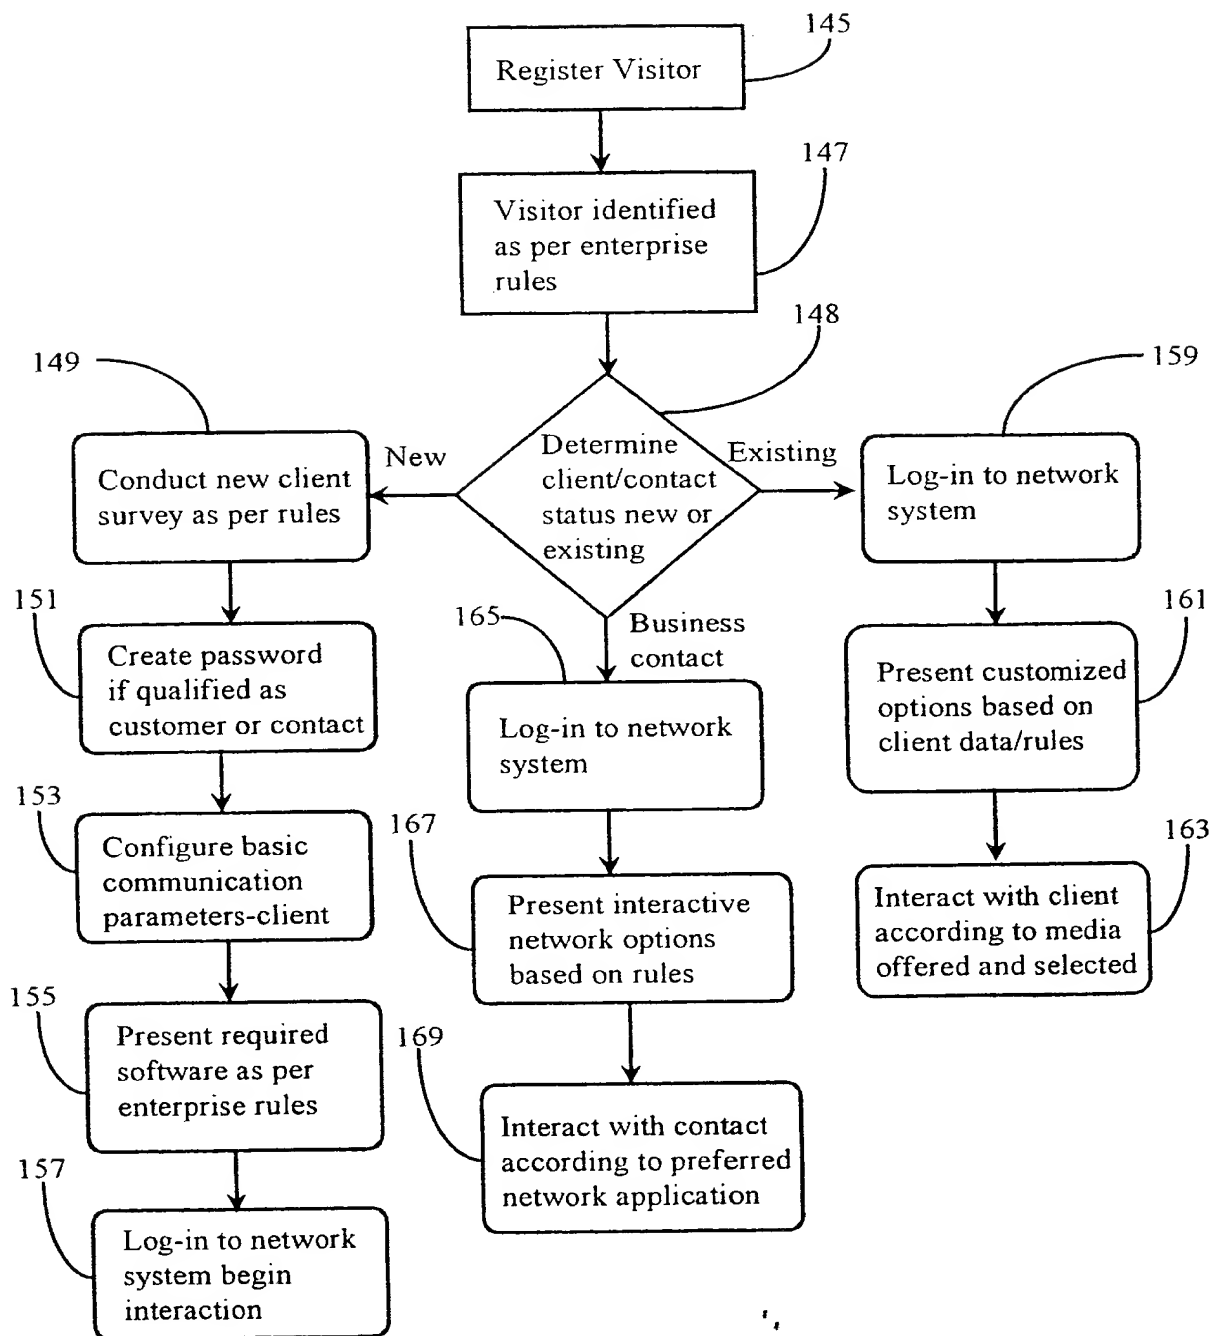 145
Register Visitor
147
Visitor identified
as per enterprise
rules
148
149
159
New
Determine
client/contact
status new or
existing
Existing
Conduct new client
survey as per rules
Log-in to network
system
151
Create password
if qualified as
customer or contact
165
Business
contact
161
Present customized
options based on
client data/rules
Log-in to network
system
153
Configure basic
communication
parameters-client
167
Present interactive
network options
based on rules
163
Interact with client
according to media
offered and selected
155
Present required
software as per
enterprise rules
169
Interact with contact
according to preferred
network application
157
Log-in to network
system begin
interaction